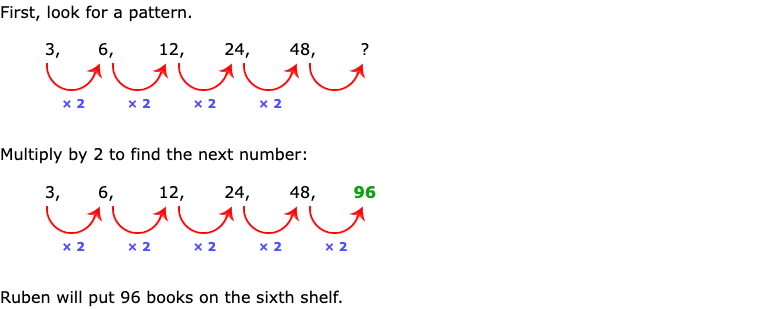 First, look for a pattern.
3, 6, 12, 24, 48, ?
× 2 × 2 × 2 × 2
Multiply by 2 to find the next number:
3, 6, 12, 24, 48, 96
× 2 × 2 × 2 × 2 × 2
Ruben will put 96 books on the sixth shelf.